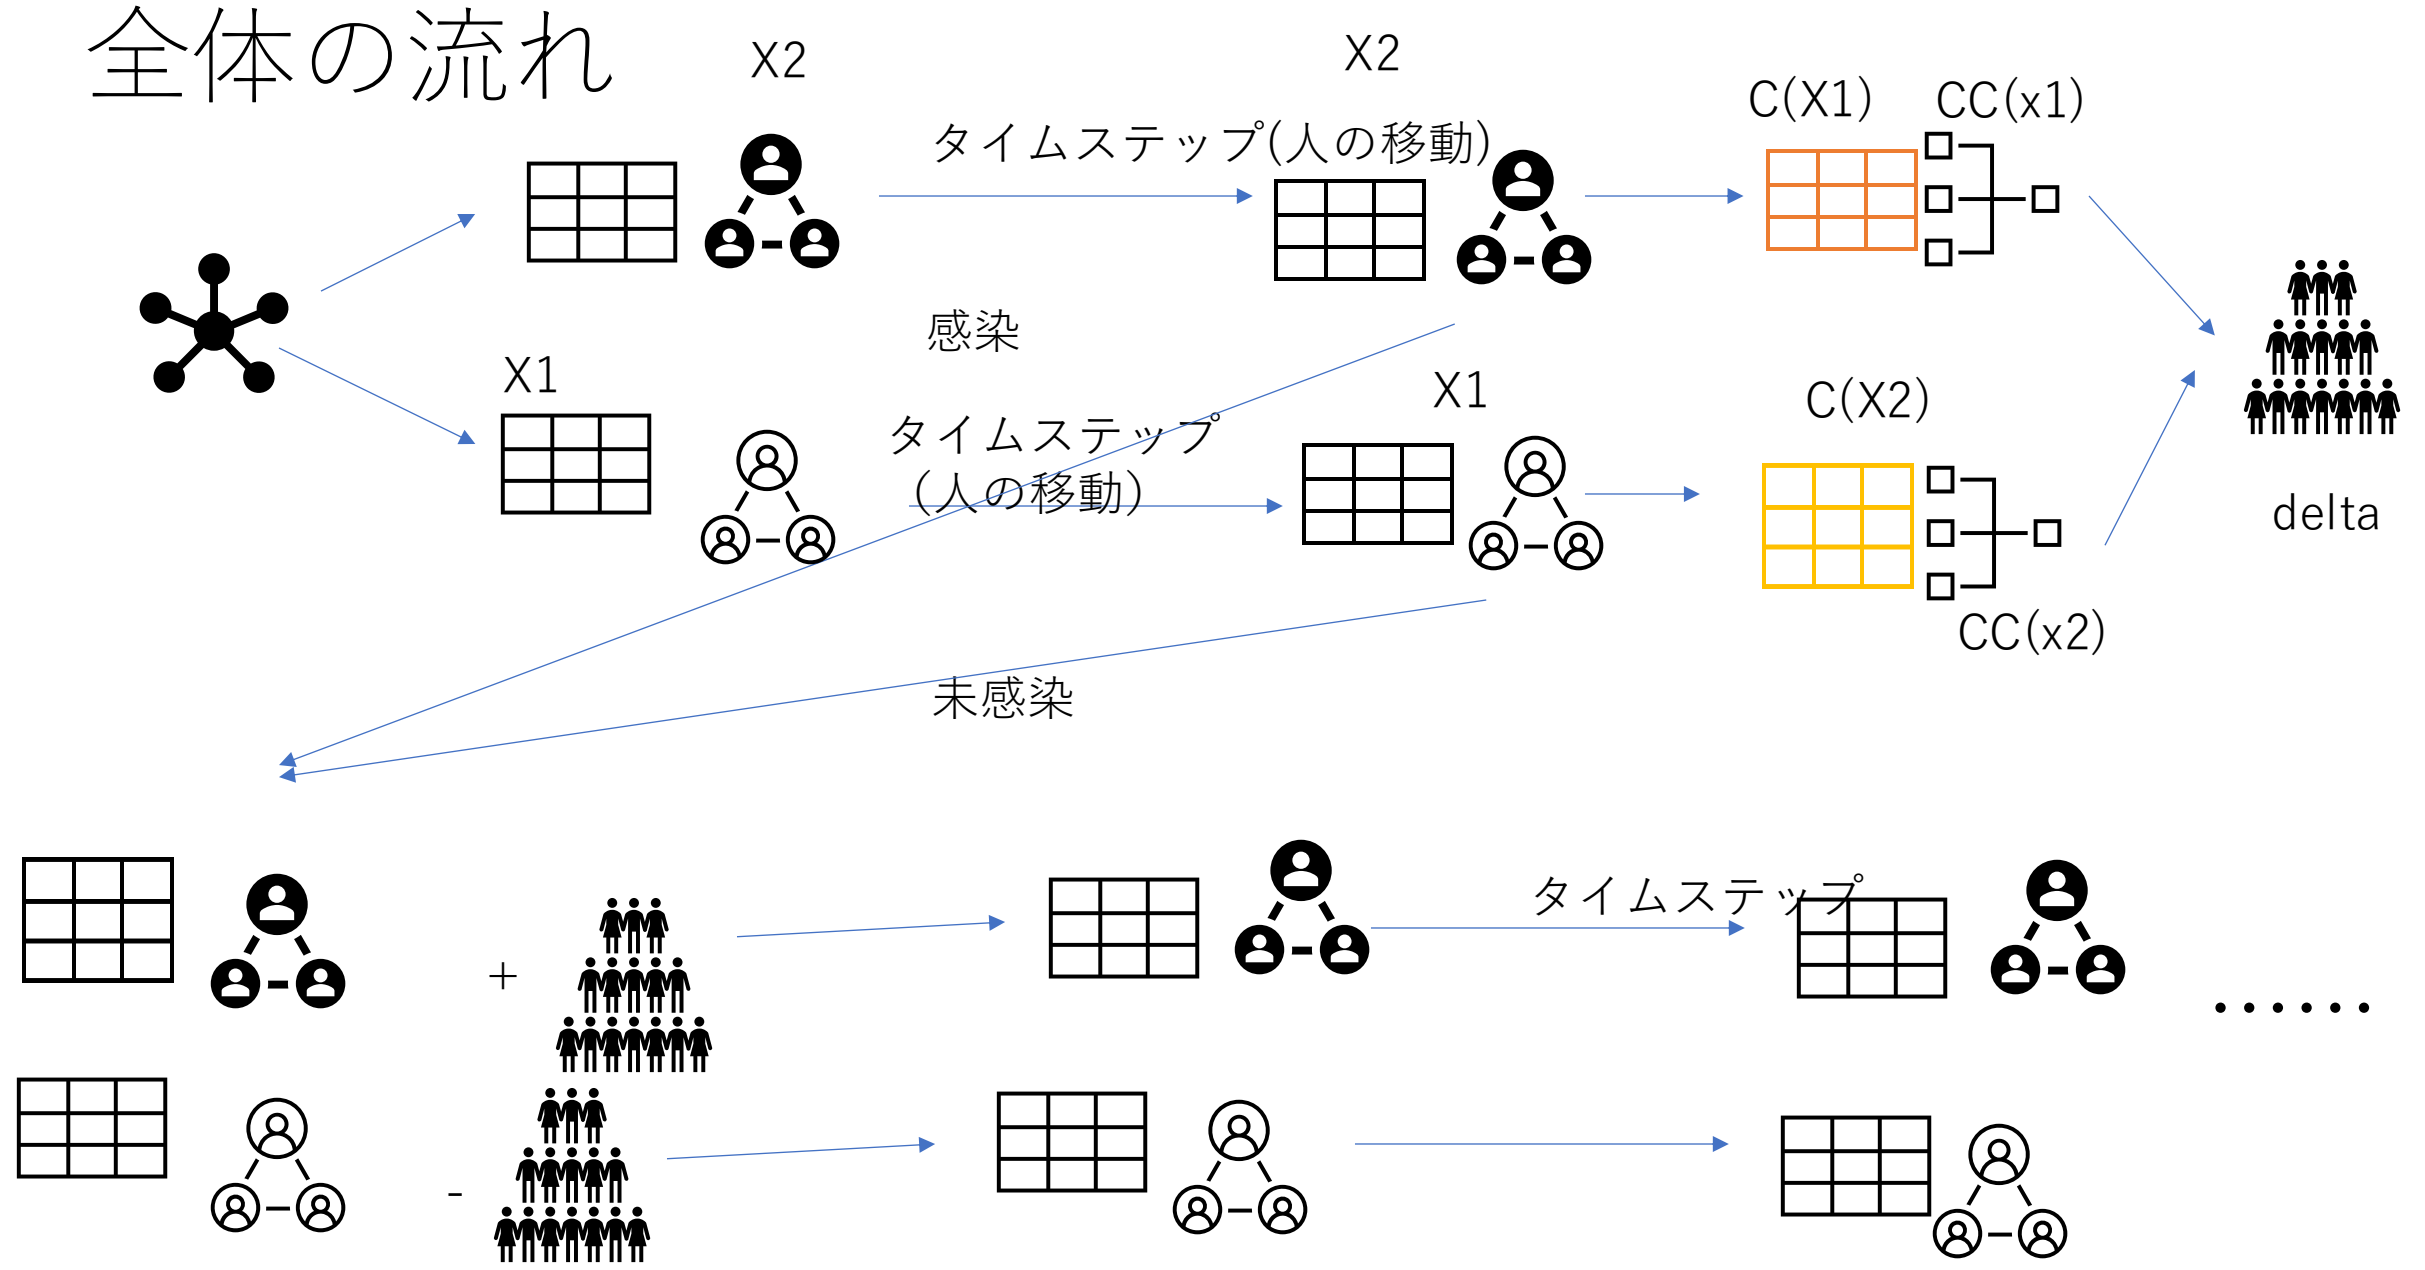 全体の流れ
X2
X2
タイムステップ(人の移動)
C(X1)
CC(x1)
感染
X1
タイムステップ
(人の移動)
X1
C(X2)
delta
CC(x2)
未感染
タイムステップ
+
-
・・・・・・